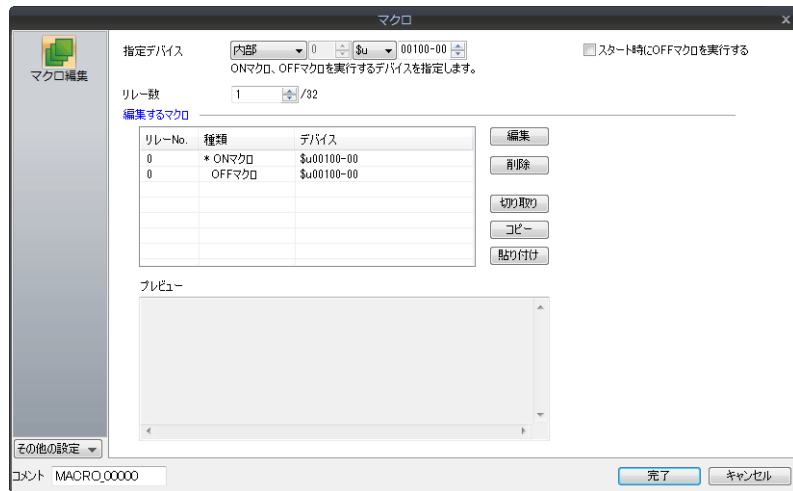 マクロ x
マクロ編集
指定デバイス 内部 0 $u 00100-00 スタート時にOFFマクロを実行する
ONマクロ、OFFマクロを実行するデバイスを指定します。
リレー数 1 /32
編集するマクロ
リレーNo. 種類 デバイス 編集
0 * ONマクロ $u00100-00
0 OFFマクロ $u00100-00
削除
切り取り
コピー
貼り付け
プレビュー
その他の設定
コメント MACRO_00000 完了 キャンセル